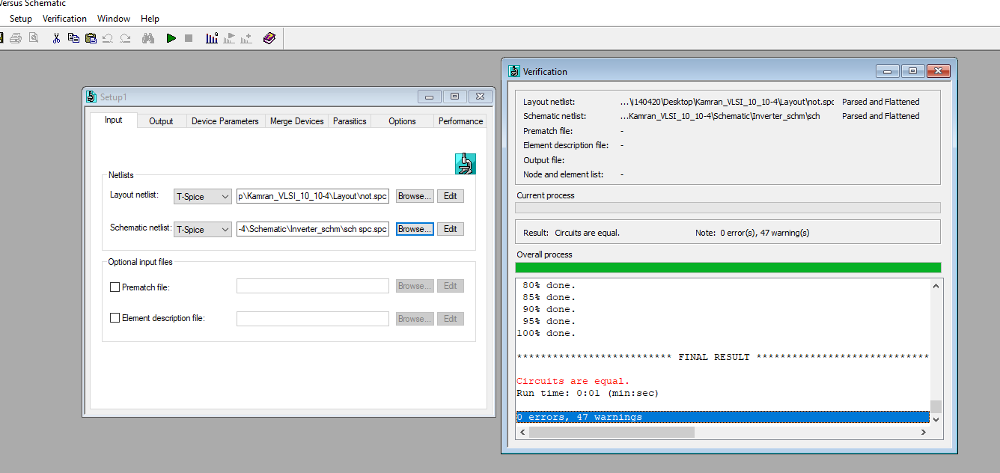 Versus Schematic
Setup Verification Window Help
Setup1
Input Output Device Parameters Merge Devices Parasitics Options Performance
Netlists
Layout netlist: T-Spice p\Kamran_VLSI_10_10-4\Layout\not.spc Browse... Edit
Schematic netlist: T-Spice -4\Schematic\Inverter_schm\sch spc.spc Browse... Edit
Optional input files
Prematch file: Browse... Edit
Element description file: Browse... Edit
Verification
Layout netlist: ...\i140420\Desktop\Kamran_VLSI_10_10-4\Layout\not.spc Parsed and Flattened
Schematic netlist: ...Kamran_VLSI_10_10-4\Schematic\Inverter_schm\sch Parsed and Flattened
Prematch file: -
Element description file: -
Output file:
Node and element list: -
Current process
Result: Circuits are equal. Note: 0 error(s), 47 warning(s)
Overall process
80% done.
85% done.
90% done.
95% done.
100% done.
************************** FINAL RESULT *****************************
Circuits are equal.
Run time: 0:01 (min:sec)
0 errors, 47 warnings